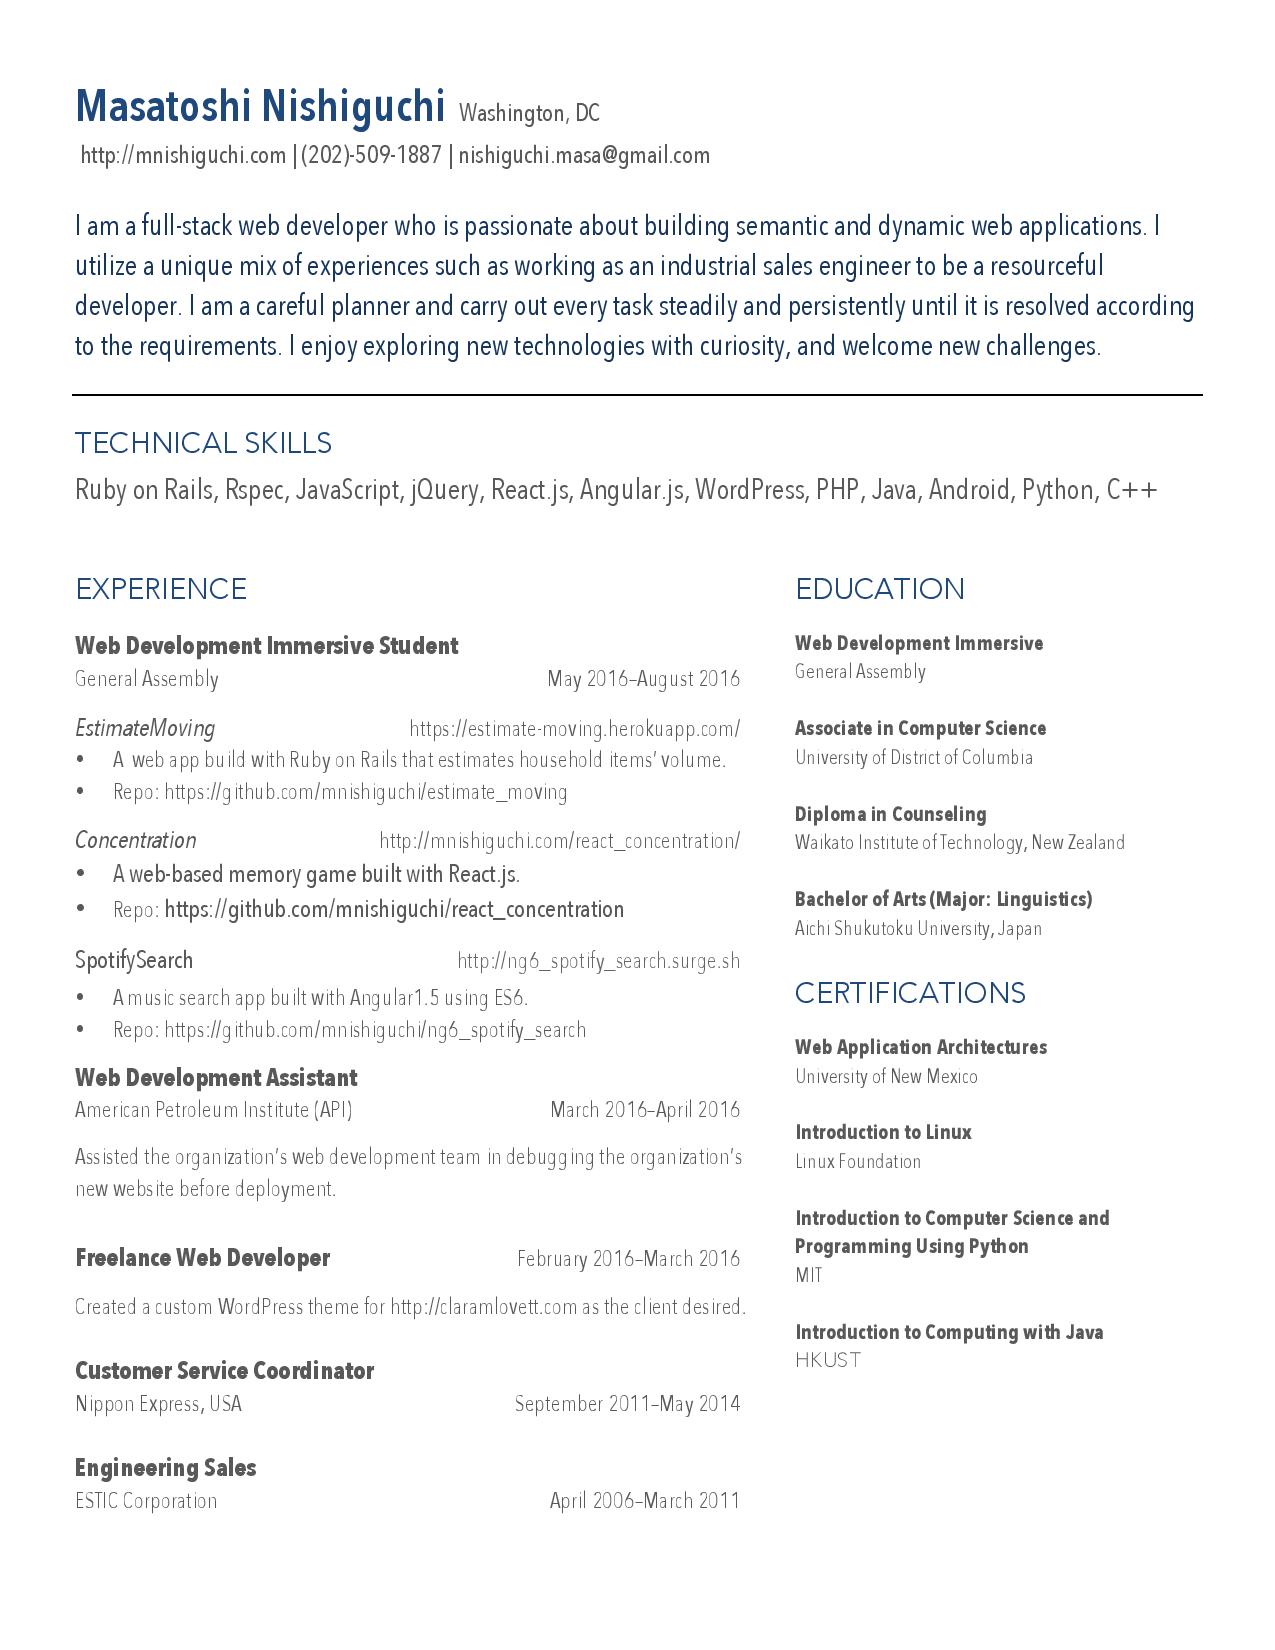 Masatoshi Nishiguchi Washington, DC
http://mnishiguchi.com | (202)-509-1887 | nishiguchi.masa@gmail.com
I am a full-stack web developer who is passionate about building semantic and dynamic web applications. I
utilize a unique mix of experiences such as working as an industrial sales engineer to be a resourceful
developer. I am a careful planner and carry out every task steadily and persistently until it is resolved according
to the requirements. I enjoy exploring new technologies with curiosity, and welcome new challenges.
TECHNICAL SKILLS
Ruby on Rails, Rspec, JavaScript, jQuery, React.js, Angular.js, WordPress, PHP, Java, Android, Python, C++
EXPERIENCE
Web Development Immersive Student
General Assembly May 2016–August 2016
EstimateMoving https://estimate-moving.herokuapp.com/
• A web app build with Ruby on Rails that estimates household items’ volume.
• Repo: https://github.com/mnishiguchi/estimate_moving
Concentration http://mnishiguchi.com/react_concentration/
• A web-based memory game built with React.js.
• Repo: https://github.com/mnishiguchi/react_concentration
SpotifySearch http://ng6_spotify_search.surge.sh
• A music search app built with Angular1.5 using ES6.
• Repo: https://github.com/mnishiguchi/ng6_spotify_search
Web Development Assistant
American Petroleum Institute (API) March 2016–April 2016
Assisted the organization’s web development team in debugging the organization’s
new website before deployment.
Freelance Web Developer February 2016–March 2016
Created a custom WordPress theme for http://claramlovett.com as the client desired.
Customer Service Coordinator
Nippon Express, USA September 2011–May 2014
Engineering Sales
ESTIC Corporation April 2006–March 2011
EDUCATION
Web Development Immersive
General Assembly
Associate in Computer Science
University of District of Columbia
Diploma in Counseling
Waikato Institute of Technology, New Zealand
Bachelor of Arts (Major: Linguistics)
Aichi Shukutoku University, Japan
CERTIFICATIONS
Web Application Architectures
University of New Mexico
Introduction to Linux
Linux Foundation
Introduction to Computer Science and
Programming Using Python
MIT
Introduction to Computing with Java
HKUST